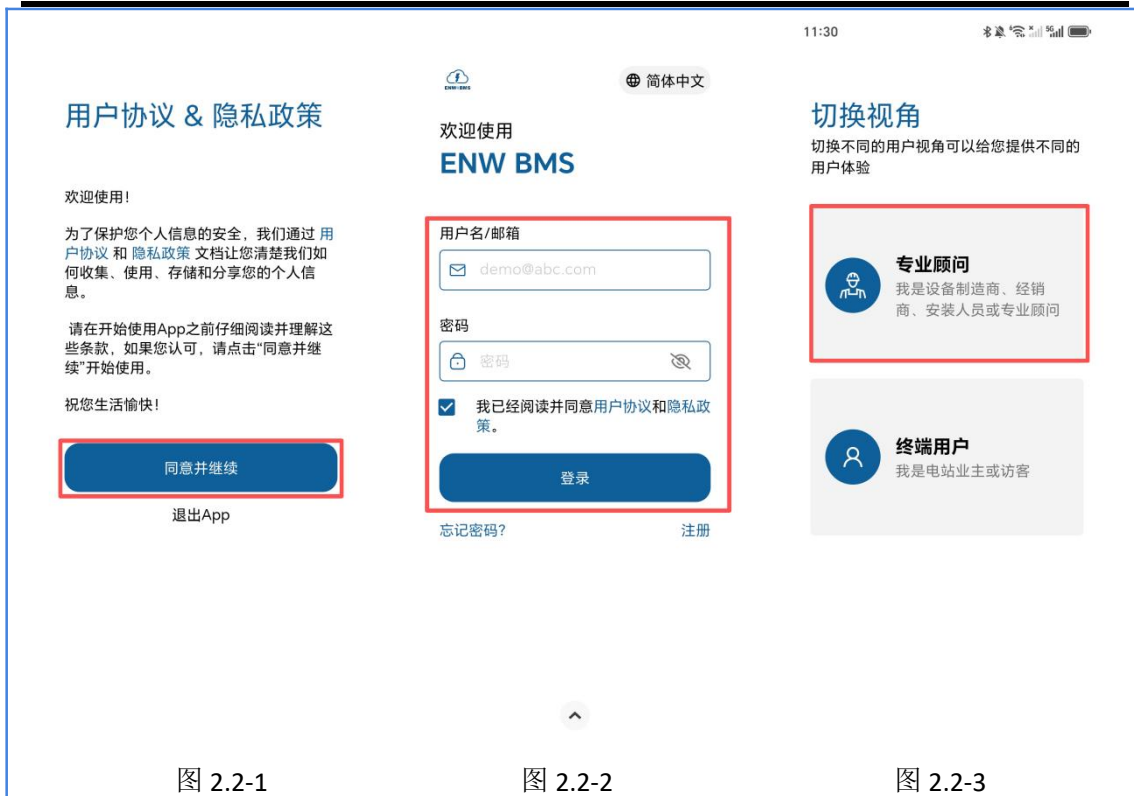 用户协议 & 隐私政策
欢迎使用！
为了保护您个人信息的安全，我们通过 用
户协议 和 隐私政策 文档让您清楚我们如
何收集、使用、存储和分享您的个人信
息。
请在开始使用App之前仔细阅读并理解这
些条款，如果您认可，请点击“同意并继
续”开始使用。
祝您生活愉快！
同意并继续
退出App
图 2.2-1
ENW BMS
简体中文
欢迎使用
ENW BMS
用户名/邮箱
demo@abc.com
密码
密码
我已经阅读并同意用户协议和隐私政
策。
登录
忘记密码？
注册
图 2.2-2
11:30
5G
切换视角
切换不同的用户视角可以给您提供不同的
用户体验
专业顾问
我是设备制造商、经销
商、安装人员或专业顾问
终端用户
我是电站业主或访客
图 2.2-3